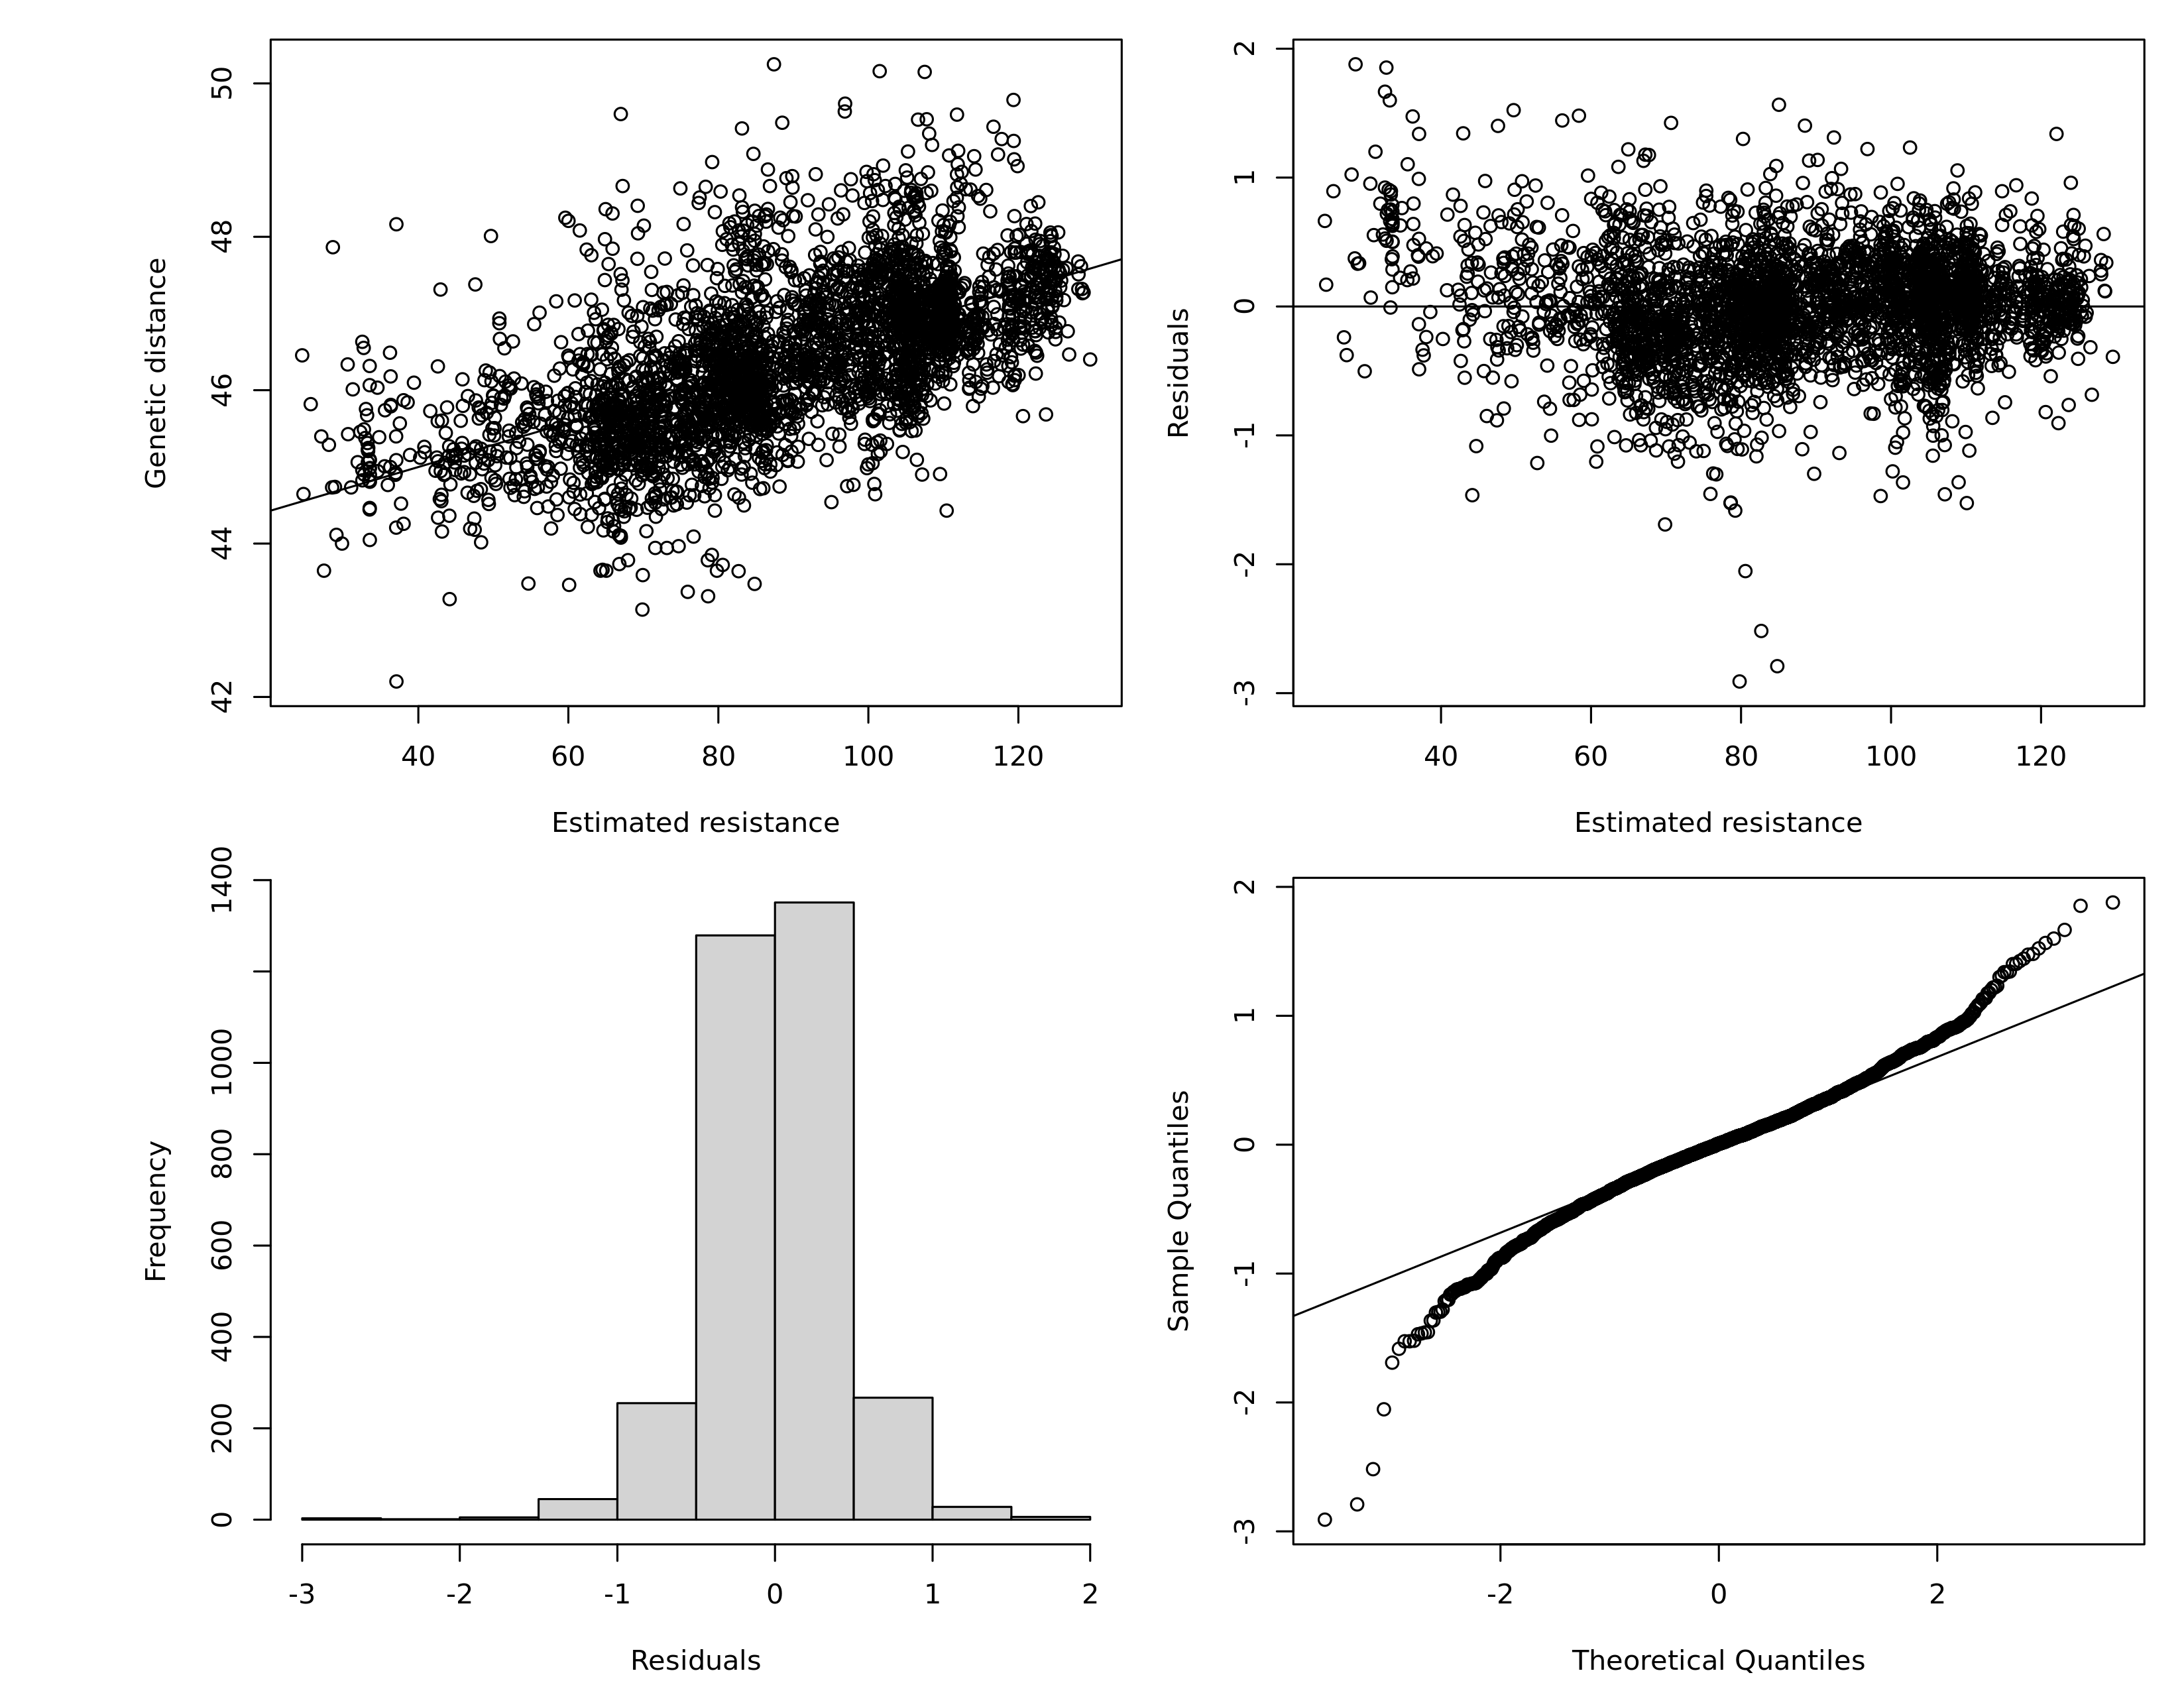 50
48
46
44
42
Genetic distance
40 60 80 100 120
Estimated resistance
2
1
0
-1
-2
-3
Residuals
40 60 80 100 120
Estimated resistance
1400
1000
800
600
400
200
0
Frequency
-3 -2 -1 0 1 2
Residuals
2
1
0
-1
-2
-3
Sample Quantiles
-2 0 2
Theoretical Quantiles